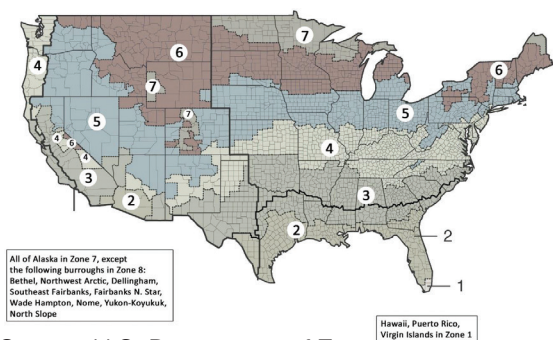 7
6
4
6
7
7
5
5
4
6
4
4
3
3
2
2
2
1
All of Alaska in Zone 7, except
the following burroughs in Zone 8:
Bethel, Northwest Arctic, Dellingham,
Southeast Fairbanks, Fairbanks N. Star,
Wade Hampton, Nome, Yukon-Koyukuk,
North Slope
Hawaii, Puerto Rico,
Virgin Islands in Zone 1